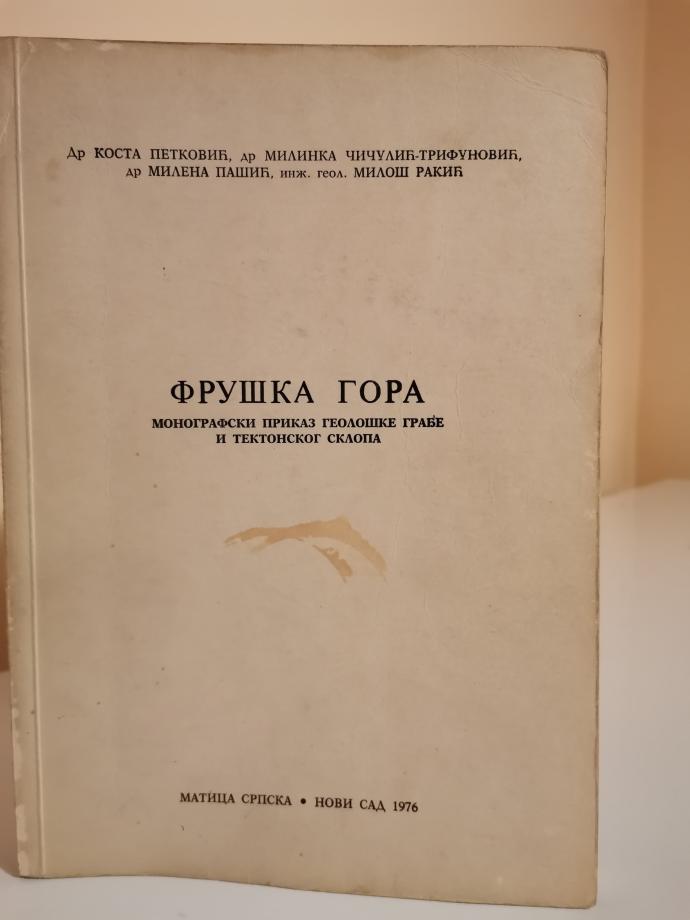 Др КОСТА ПЕТКОВИЋ, др МИЛИНКА ЧИЧУЛИЋ-ТРИФУНОВИЋ,
др МИЛЕНА ПАШИЋ, инж. геол. МИЛОШ РАКИЋ
ФРУШКА ГОРА
МОНОГРАФСКИ ПРИКАЗ ГЕОЛОШКЕ ГРАЂЕ
И ТЕКТОНСКОГ СКЛОПА
МАТИЦА СРПСКА • НОВИ САД 1976